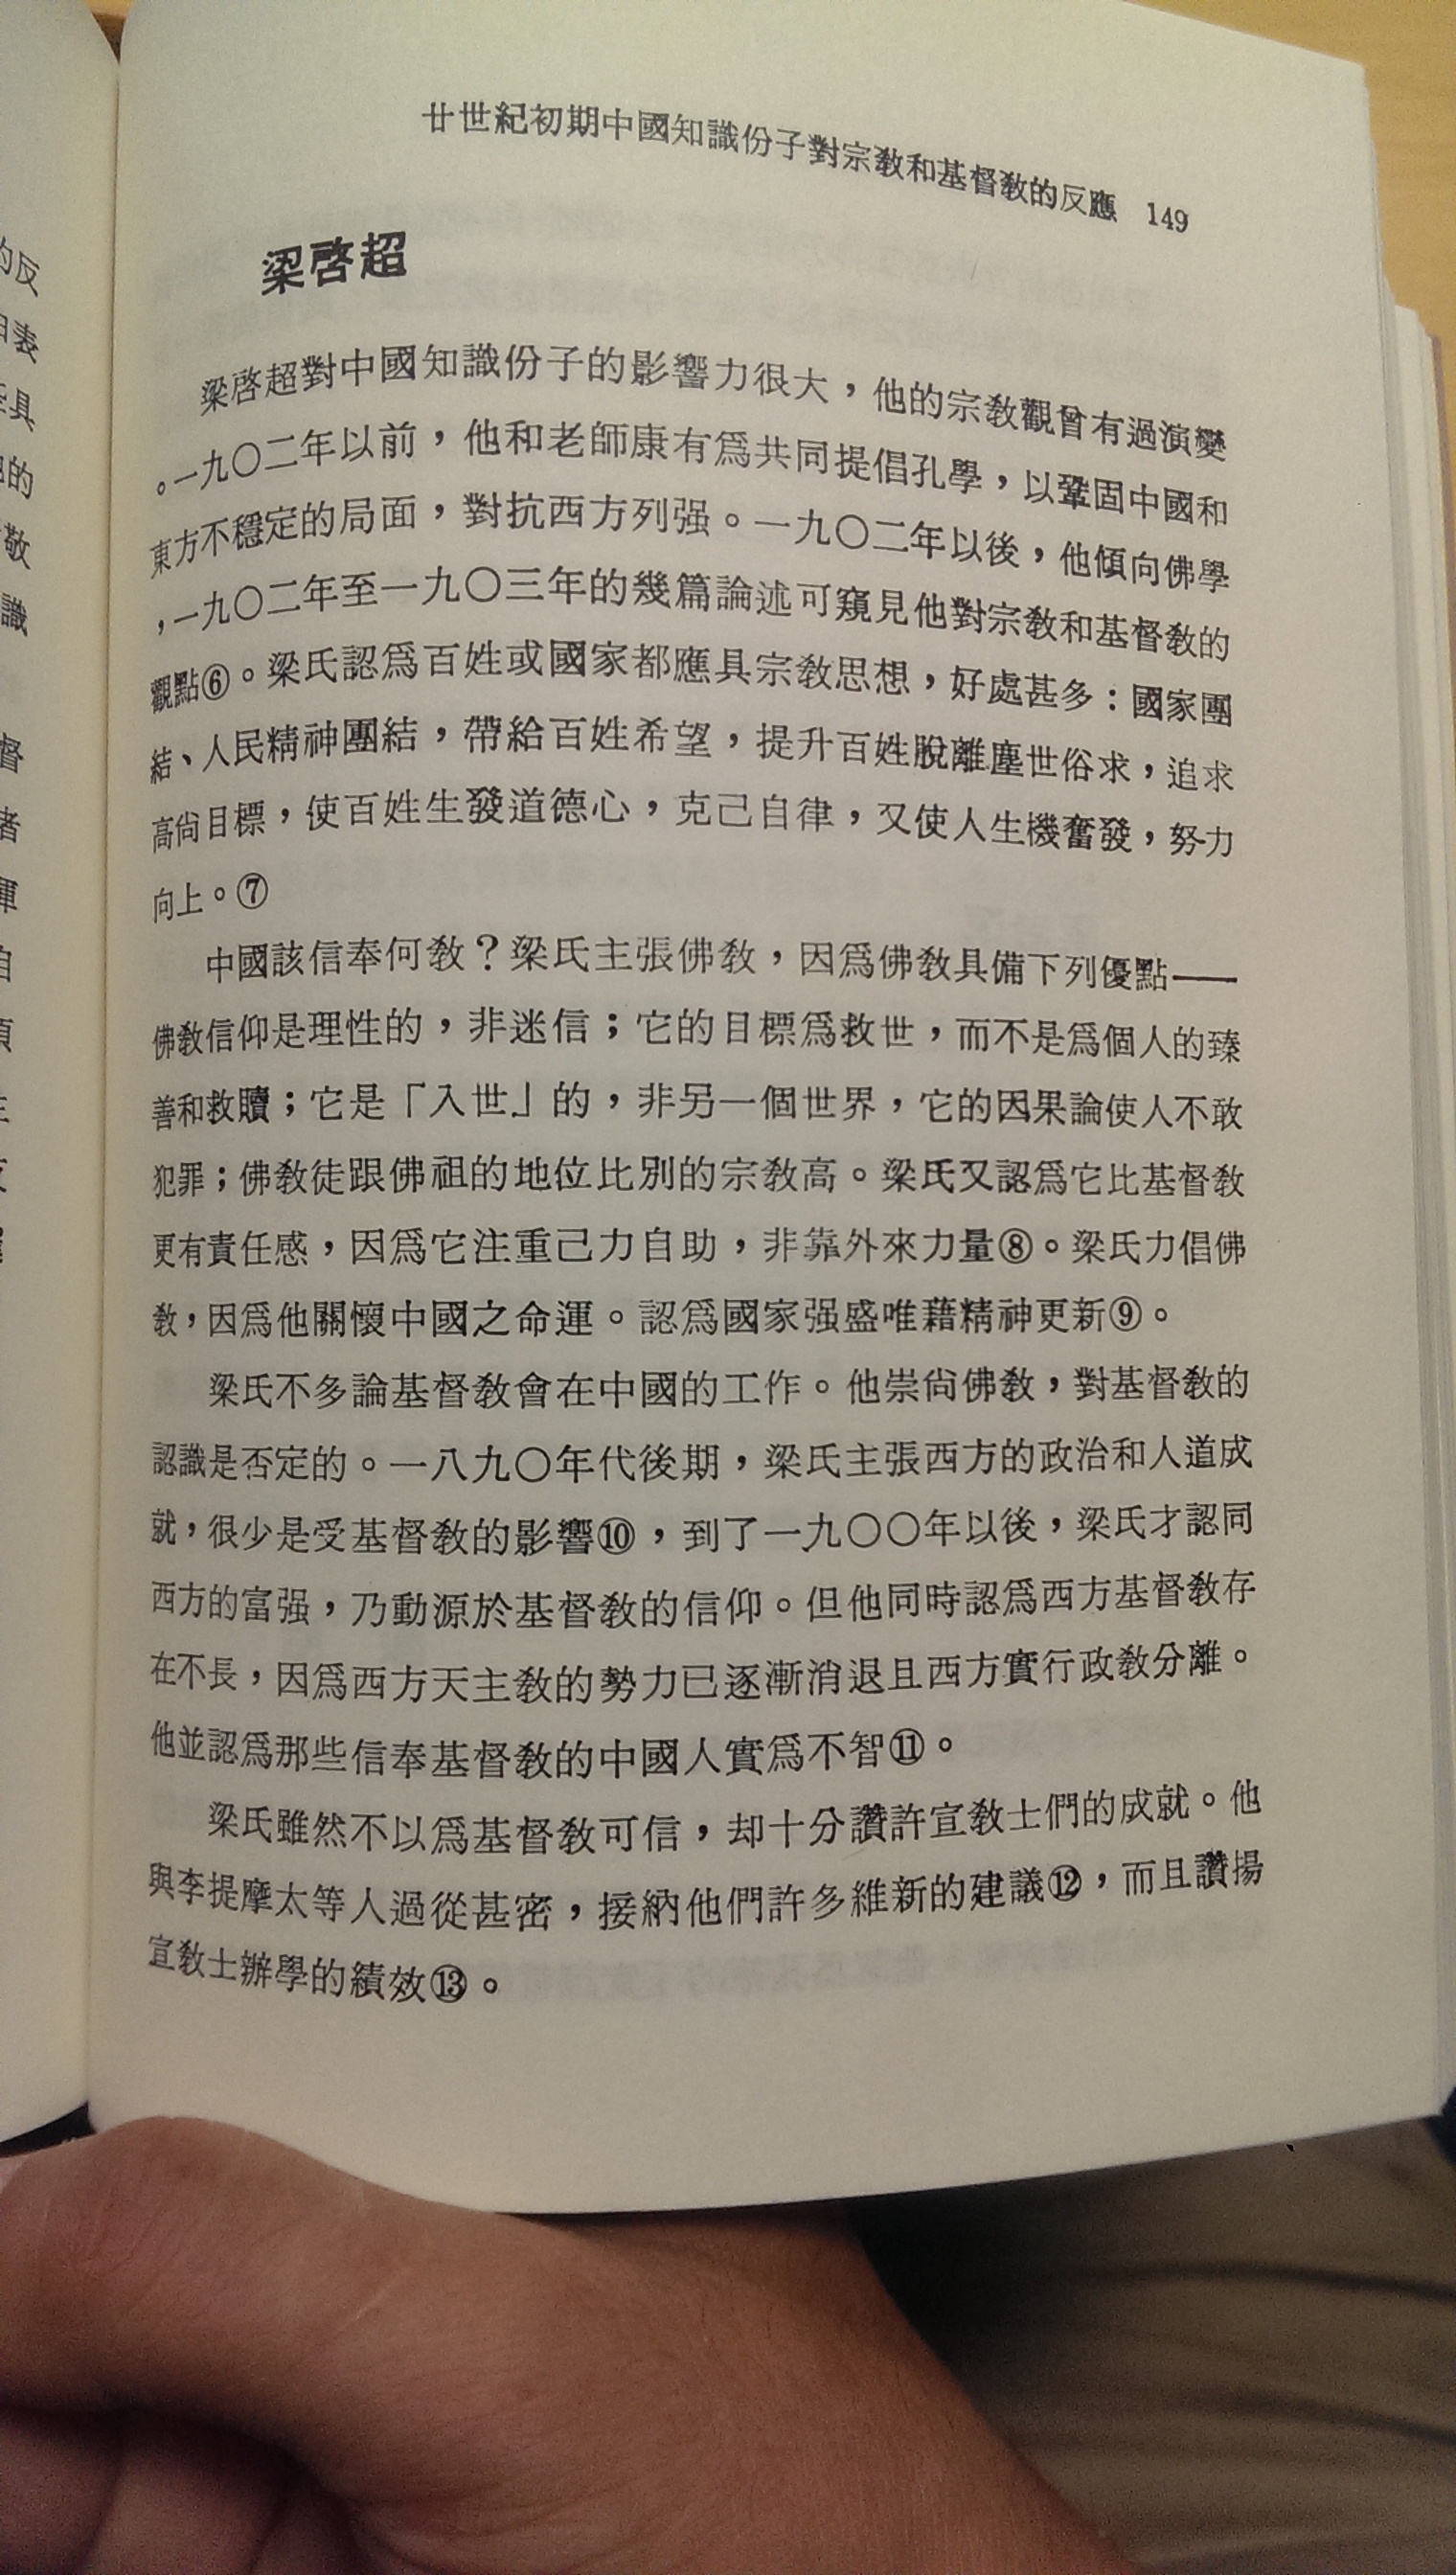 廿世紀初期中國知識份子對宗教和基督教的反應 149
梁啓超
梁啓超對中國知識份子的影響力很大，他的宗教觀曾有過演變
。一九〇二年以前，他和老師康有爲共同提倡孔學，以鞏固中國和
東方不穩定的局面，對抗西方列强。一九〇二年以後，他傾向佛學
，一九〇二年至一九〇三年的幾篇論述可窺見他對宗教和基督教的
觀點⑥。梁氏認爲百姓或國家都應具宗教思想，好處甚多：國家團
結、人民精神團結，帶給百姓希望，提升百姓脫離塵世俗求，追求
高尙目標，使百姓生發道德心，克己自律，又使人生機奮發，努力
向上。⑦
中國該信奉何教？梁氏主張佛教，因爲佛教具備下列優點——
佛教信仰是理性的，非迷信；它的目標爲救世，而不是爲個人的臻
善和救贖；它是「入世」的，非另一個世界，它的因果論使人不敢
犯罪；佛教徒跟佛祖的地位比別的宗教高。梁氏又認爲它比基督教
更有責任感，因爲它注重己力自助，非靠外來力量⑧。梁氏力倡佛
教，因爲他關懷中國之命運。認爲國家强盛唯藉精神更新⑨。
梁氏不多論基督教會在中國的工作。他崇尙佛教，對基督教的
認識是否定的。一八九〇年代後期，梁氏主張西方的政治和人道成
就，很少是受基督教的影響⑩，到了一九〇〇年以後，梁氏才認同
西方的富强，乃動源於基督教的信仰。但他同時認爲西方基督教存
在不長，因爲西方天主教的勢力已逐漸消退且西方實行政教分離。
他並認爲那些信奉基督教的中國人實爲不智⑪。
梁氏雖然不以爲基督教可信，却十分讚許宣教士們的成就。他
與李提摩太等人過從甚密，接納他們許多維新的建議⑫，而且讚揚
宣教士辦學的績效⑬。